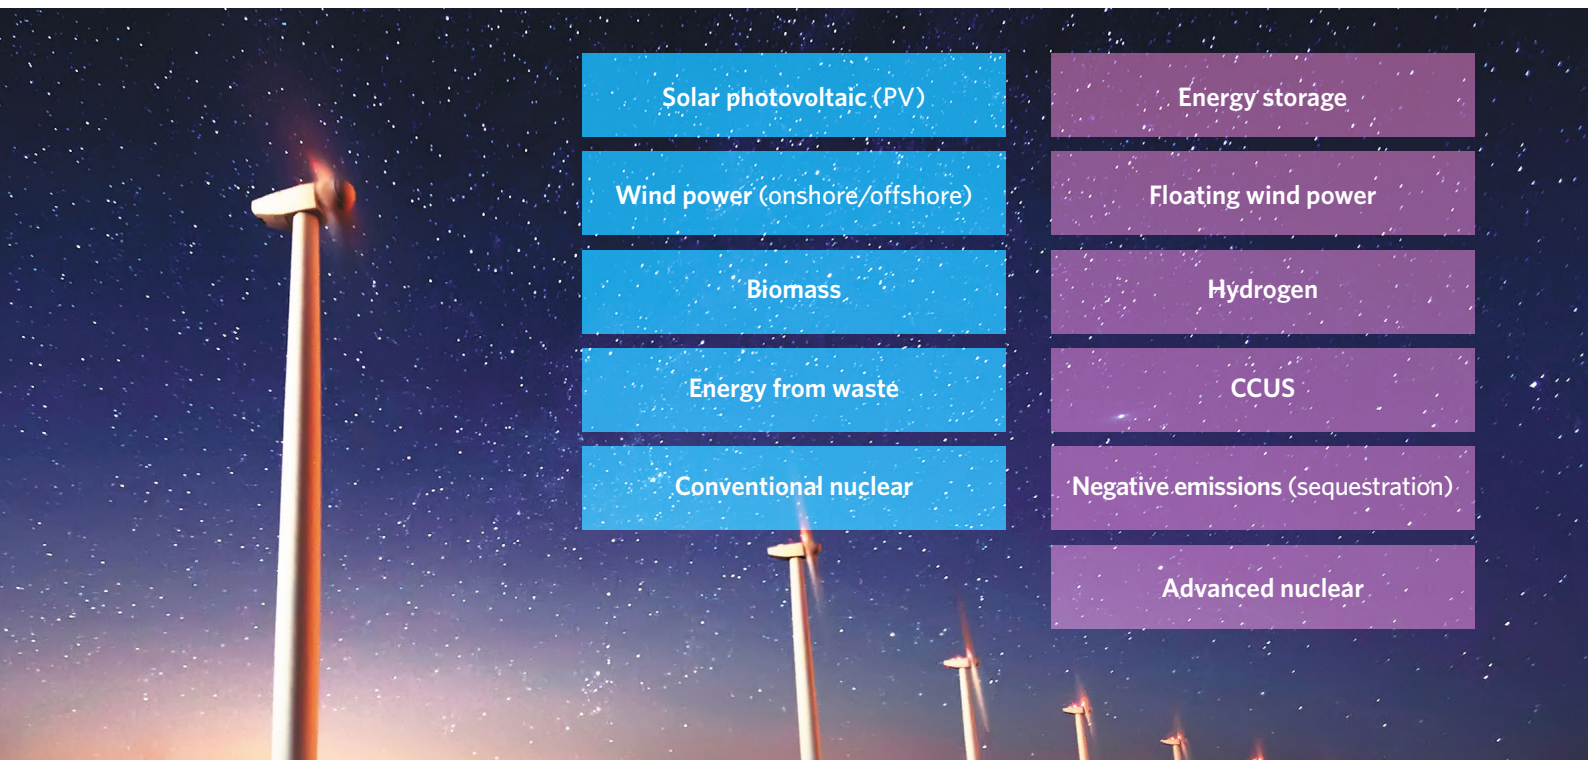 Solar photovoltaic (PV)
Wind power (onshore/offshore)
Biomass
Energy from waste
Conventional nuclear
Energy storage
Floating wind power
Hydrogen
CCUS
Negative emissions (sequestration)
Advanced nuclear